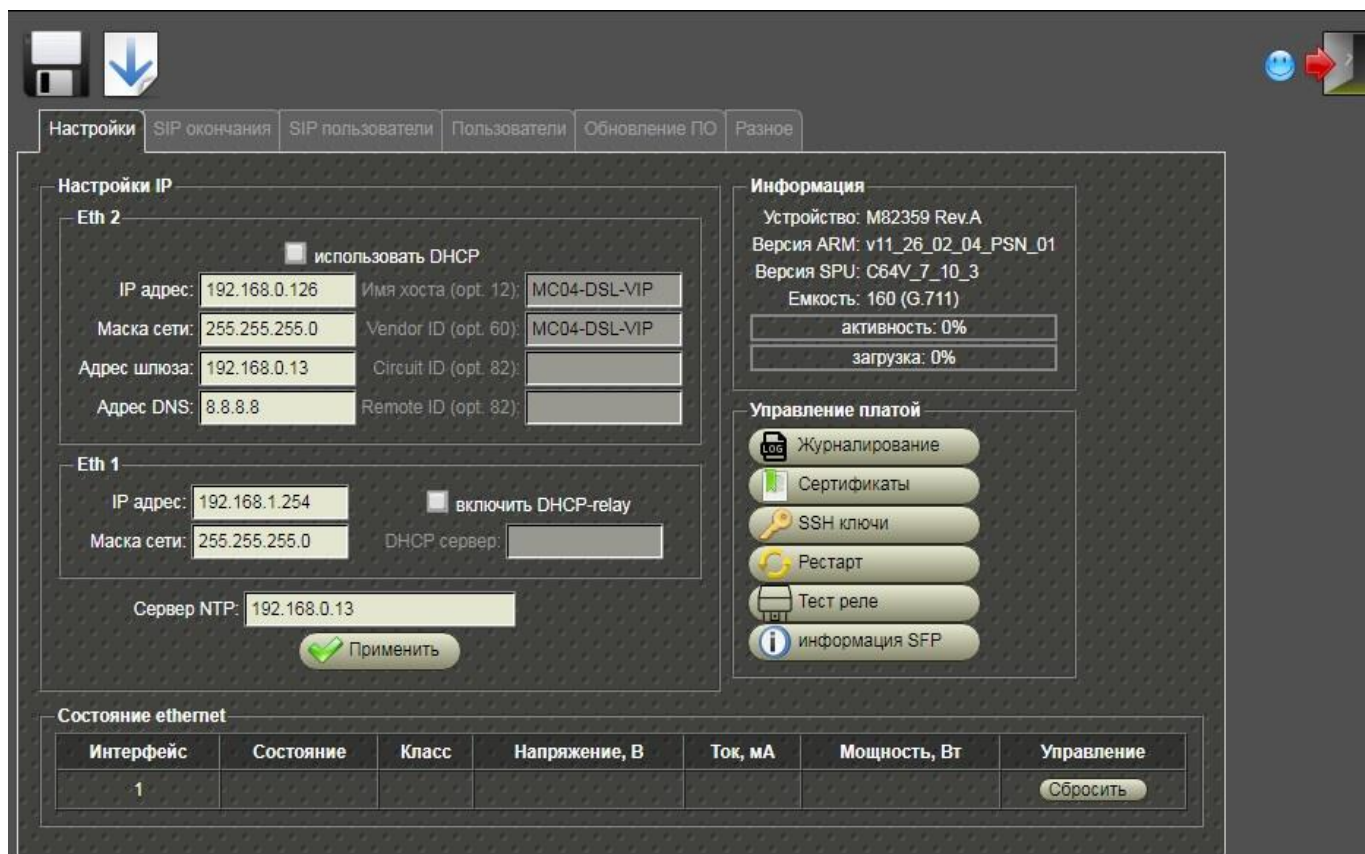 Настройки SIP окончания SIP пользователи Пользователи Обновление ПО Разное
Настройки IP
Eth 2
использовать DHCP
IP адрес: 192.168.0.126 Имя хоста (opt. 12): MC04-DSL-VIP
Маска сети: 255.255.255.0 Vendor ID (opt. 60): MC04-DSL-VIP
Адрес шлюза: 192.168.0.13 Circuit ID (opt. 82):
Адрес DNS: 8.8.8.8 Remote ID (opt. 82):
Eth 1
IP адрес: 192.168.1.254 включить DHCP-relay
Маска сети: 255.255.255.0 DHCP сервер:
Сервер NTP: 192.168.0.13
Применить
Информация
Устройство: M82359 Rev.A
Версия ARM: v11_26_02_04_PSN_01
Версия SPU: C64V_7_10_3
Емкость: 160 (G.711)
активность: 0%
загрузка: 0%
Управление платой
LOG Журналирование
Сертификаты
SSH ключи
Рестарт
Тест реле
информация SFP
Состояние ethernet
Интерфейс Состояние Класс Напряжение, В Ток, мА Мощность, Вт Управление
1 Сбросить